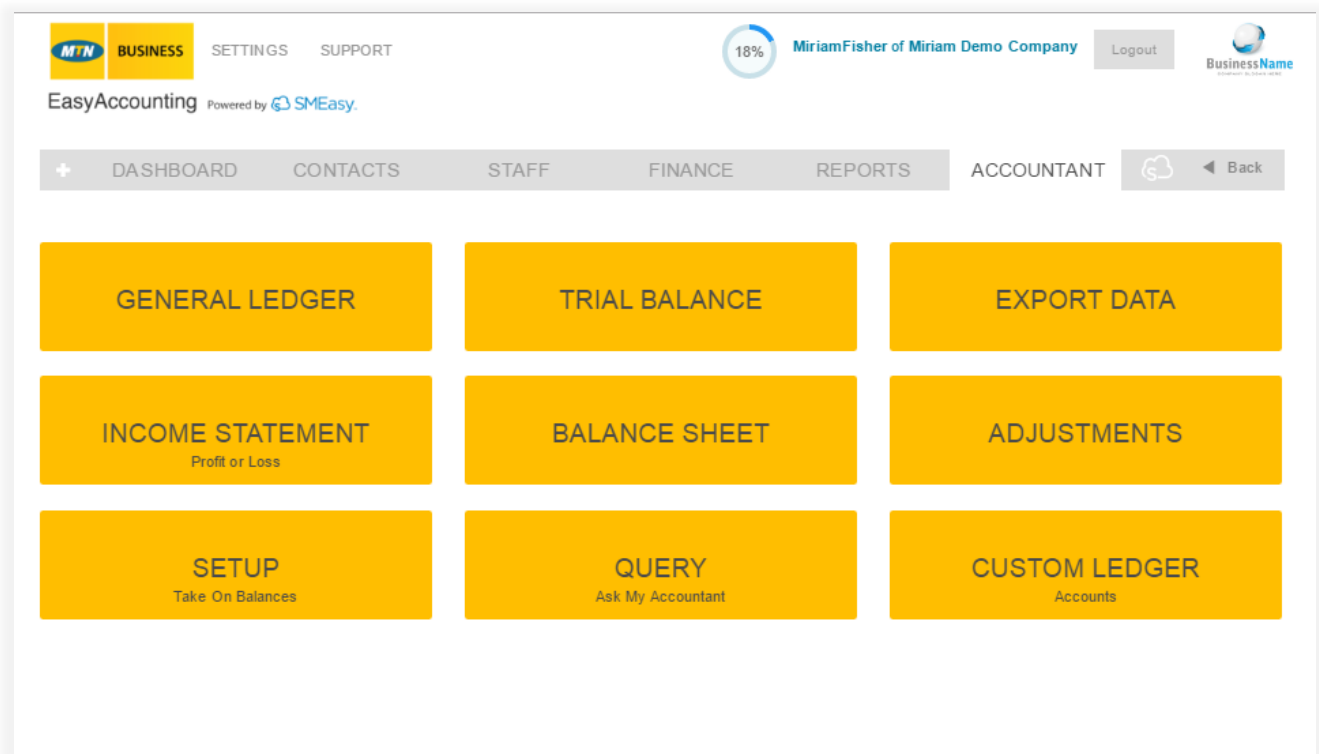 MTN BUSINESS SETTINGS SUPPORT 18% MiriamFisher of Miriam Demo Company Logout
BusinessName
EasyAccounting Powered by SMEasy.
DASHBOARD CONTACTS STAFF FINANCE REPORTS ACCOUNTANT Back
GENERAL LEDGER TRIAL BALANCE EXPORT DATA
INCOME STATEMENT BALANCE SHEET ADJUSTMENTS
Profit or Loss
SETUP QUERY CUSTOM LEDGER
Take On Balances Ask My Accountant Accounts